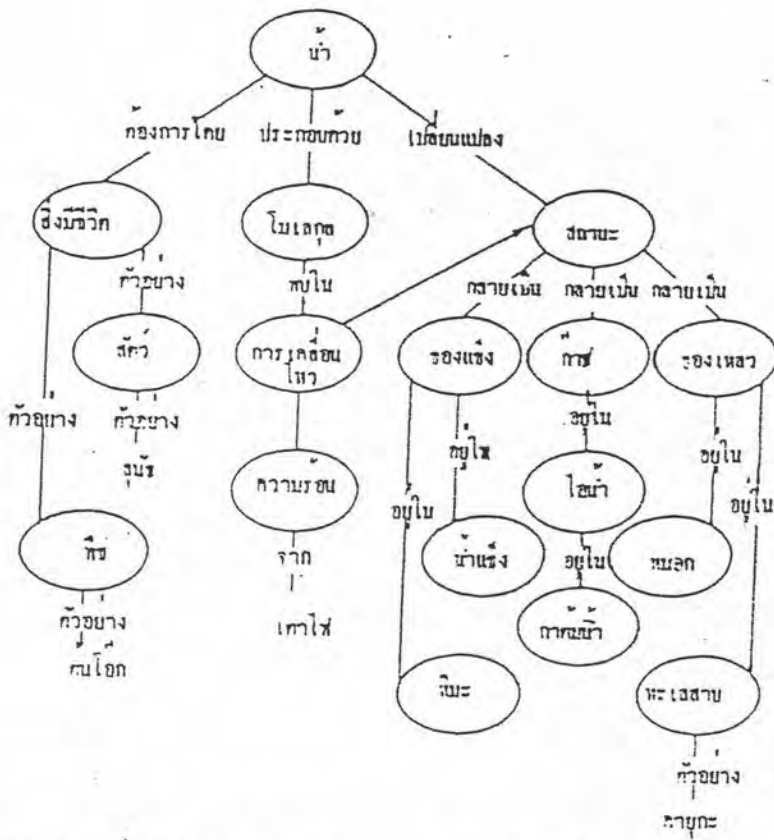 น้ำ
ต้องการโดย ประกอบด้วย เปลี่ยนแปลง
สิ่งมีชีวิต โมเลกุล สถานะ
ตัวอย่าง พบใน กลายเป็น กลายเป็น กลายเป็น
สัตว์ การเคลื่อน ของแข็ง ก๊าซ ของเหลว
ไหว
ตัวอย่าง ตัวอย่าง อยู่ใน อยู่ใน อยู่ใน
สุนัข ความร้อน อยู่ใน ไอน้ำ อยู่ใน
พืช จาก น้ำแข็ง อยู่ใน หมอก
ตัวอย่าง เตาไฟ กาต้มน้ำ
ต้นโอ๊ก หิมะ ทะเลสาบ
ตัวอย่าง